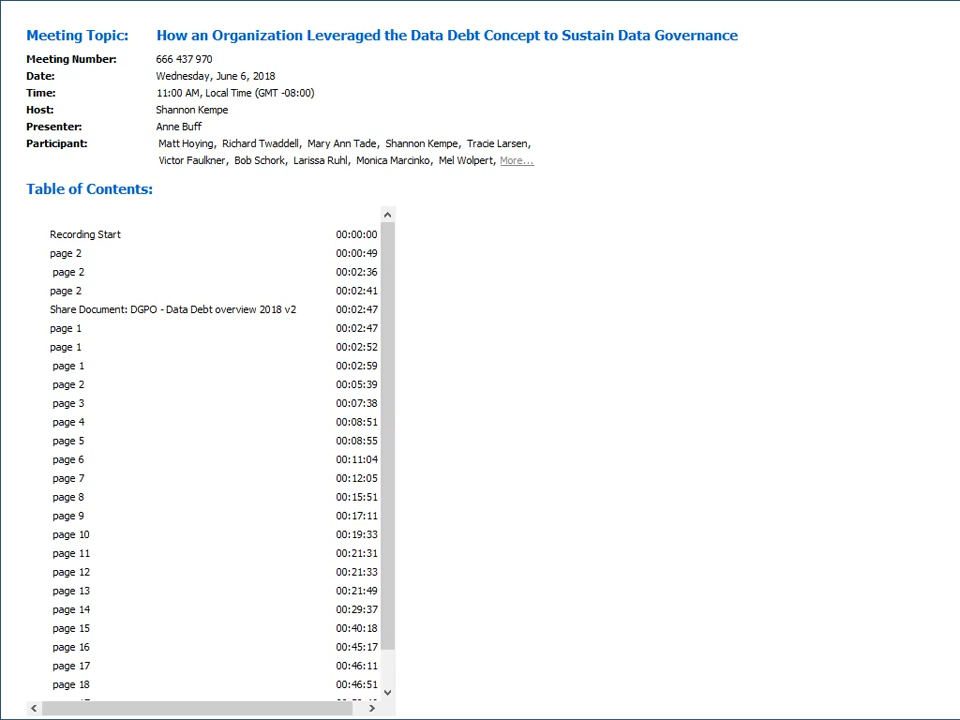 Meeting Topic: How an Organization Leveraged the Data Debt Concept to Sustain Data Governance
Meeting Number: 666 437 970
Date: Wednesday, June 6, 2018
Time: 11:00 AM, Local Time (GMT -08:00)
Host: Shannon Kempe
Presenter: Anne Buff
Participant: Matt Hoying, Richard Twaddell, Mary Ann Tade, Shannon Kempe, Tracie Larsen,
Victor Faulkner, Bob Schork, Larissa Ruhl, Monica Marcinko, Mel Wolpert, More...
Table of Contents:
Recording Start 00:00:00
page 2 00:00:49
page 2 00:02:36
page 2 00:02:41
Share Document: DGPO - Data Debt overview 2018 v2 00:02:47
page 1 00:02:47
page 1 00:02:52
page 1 00:02:59
page 2 00:05:39
page 3 00:07:38
page 4 00:08:51
page 5 00:08:55
page 6 00:11:04
page 7 00:12:05
page 8 00:15:51
page 9 00:17:11
page 10 00:19:33
page 11 00:21:31
page 12 00:21:33
page 13 00:21:49
page 14 00:29:37
page 15 00:40:18
page 16 00:45:17
page 17 00:46:11
page 18 00:46:51